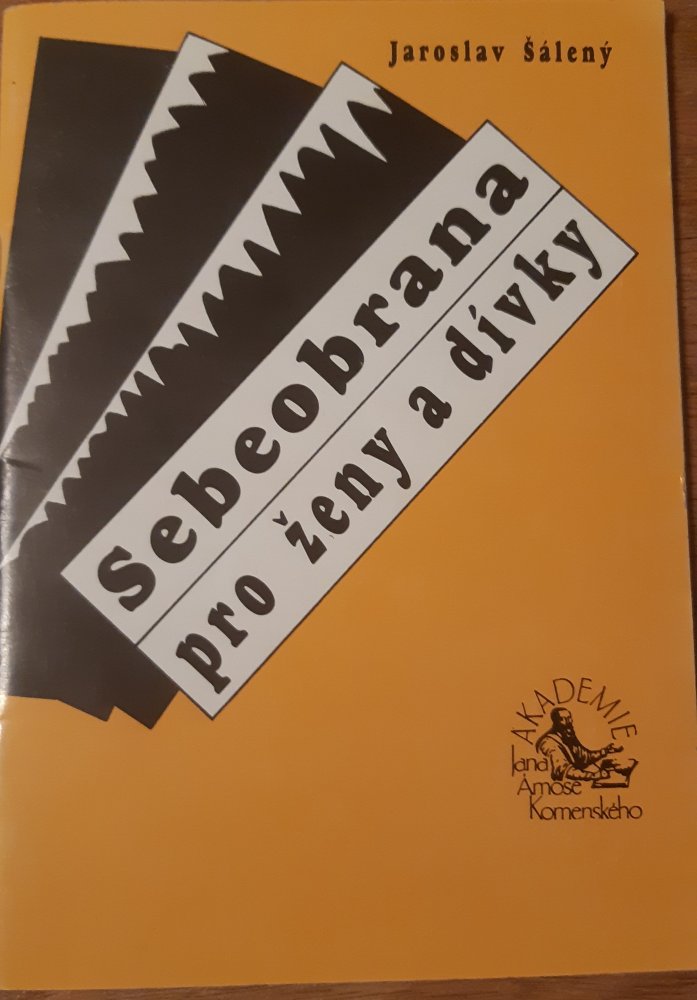 Jaroslav Šálený
Sebeobrana
pro ženy a dívky
AKADEMIE
Jana
Ámose
Komenského